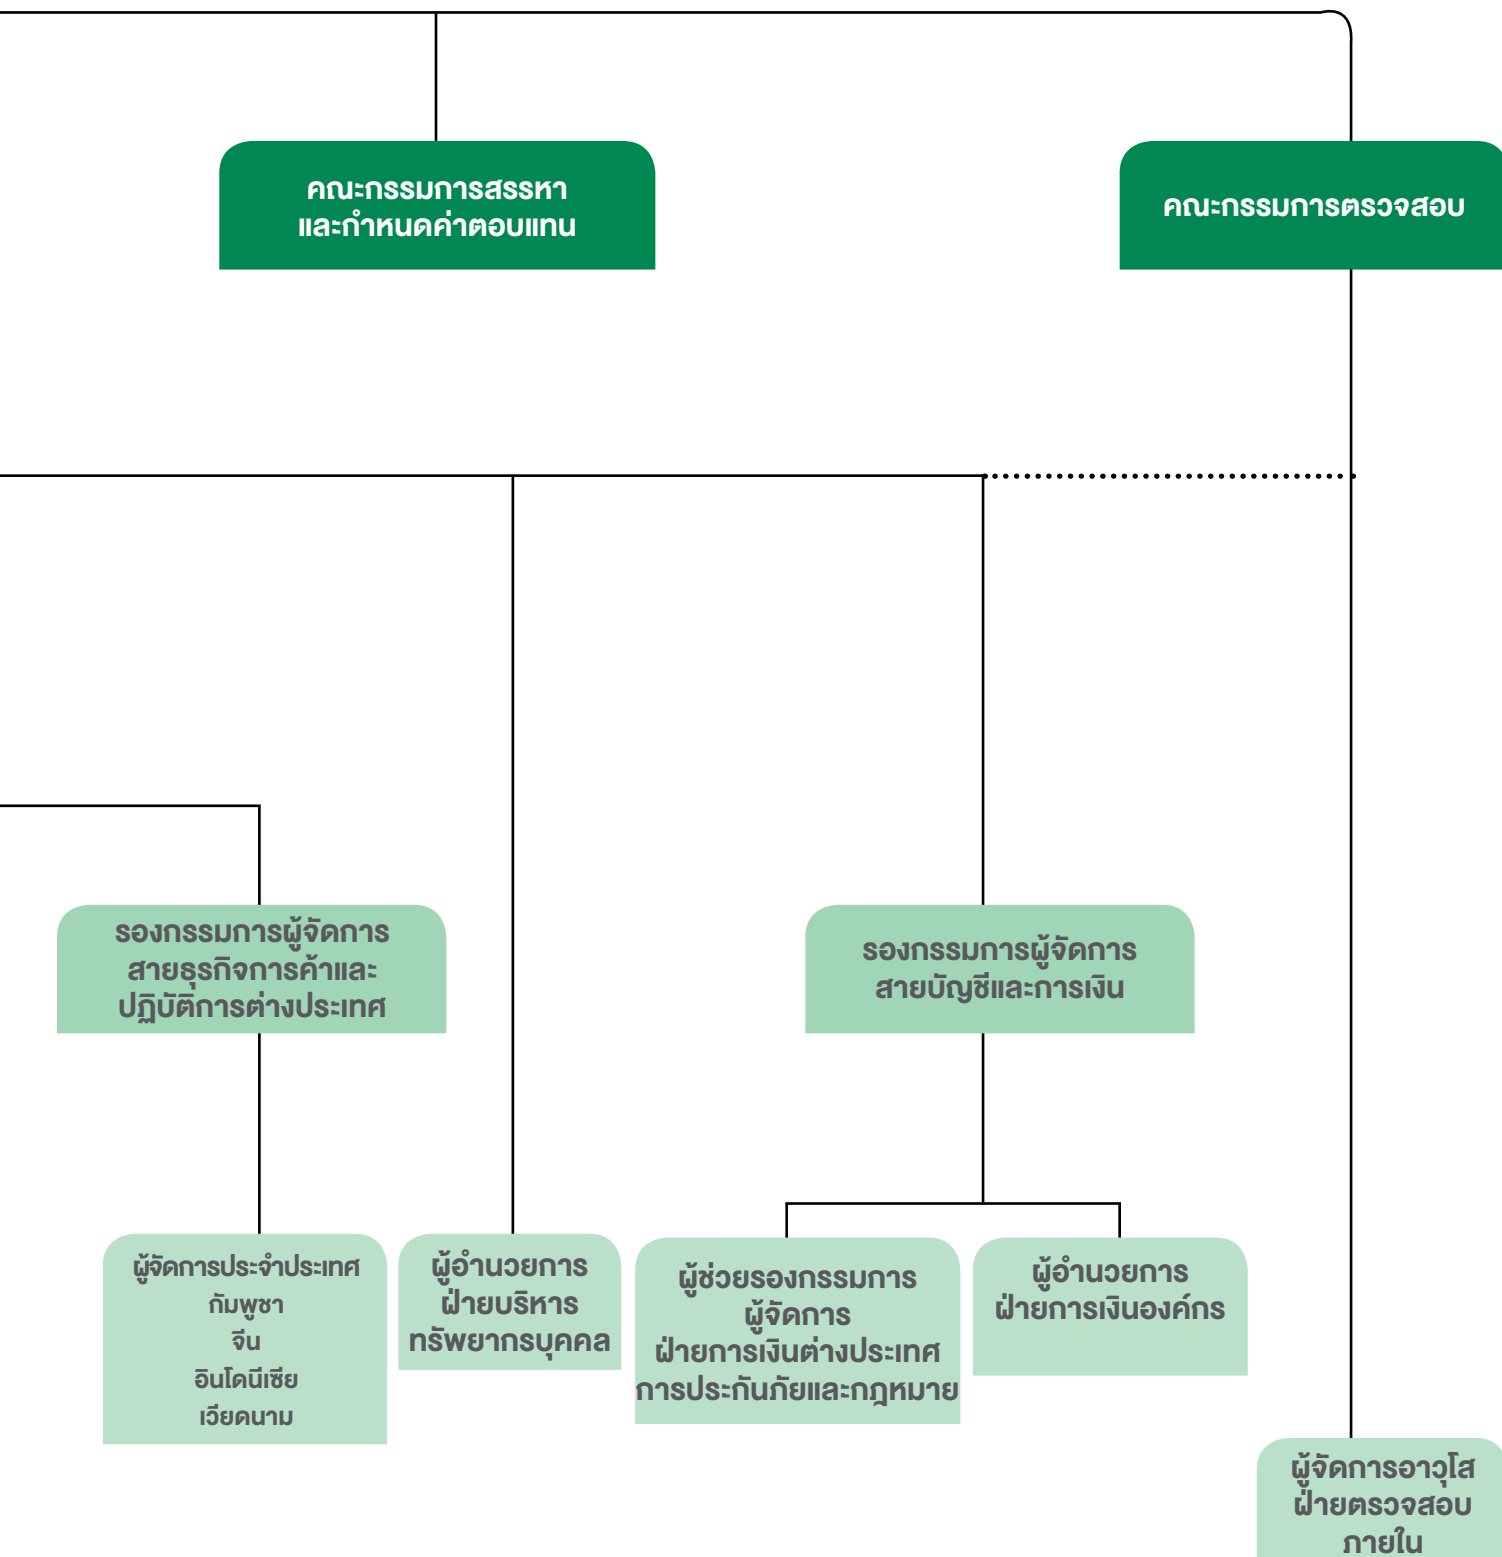 คณะกรรมการสรรหา
และกำหนดค่าตอบแทน
คณะกรรมการตรวจสอบ
รองกรรมการผู้จัดการ
สายธุรกิจการค้าและ
ปฏิบัติการต่างประเทศ
รองกรรมการผู้จัดการ
สายบัญชีและการเงิน
ผู้จัดการประจำประเทศ
กัมพูชา
จีน
อินโดนีเซีย
เวียดนาม
ผู้อำนวยการ
ฝ่ายบริหาร
ทรัพยากรบุคคล
ผู้ช่วยรองกรรมการ
ผู้จัดการ
ฝ่ายการเงินต่างประเทศ
การประกันภัยและกฎหมาย
ผู้อำนวยการ
ฝ่ายการเงินองค์กร
ผู้จัดการอาวุโส
ฝ่ายตรวจสอบ
ภายใน